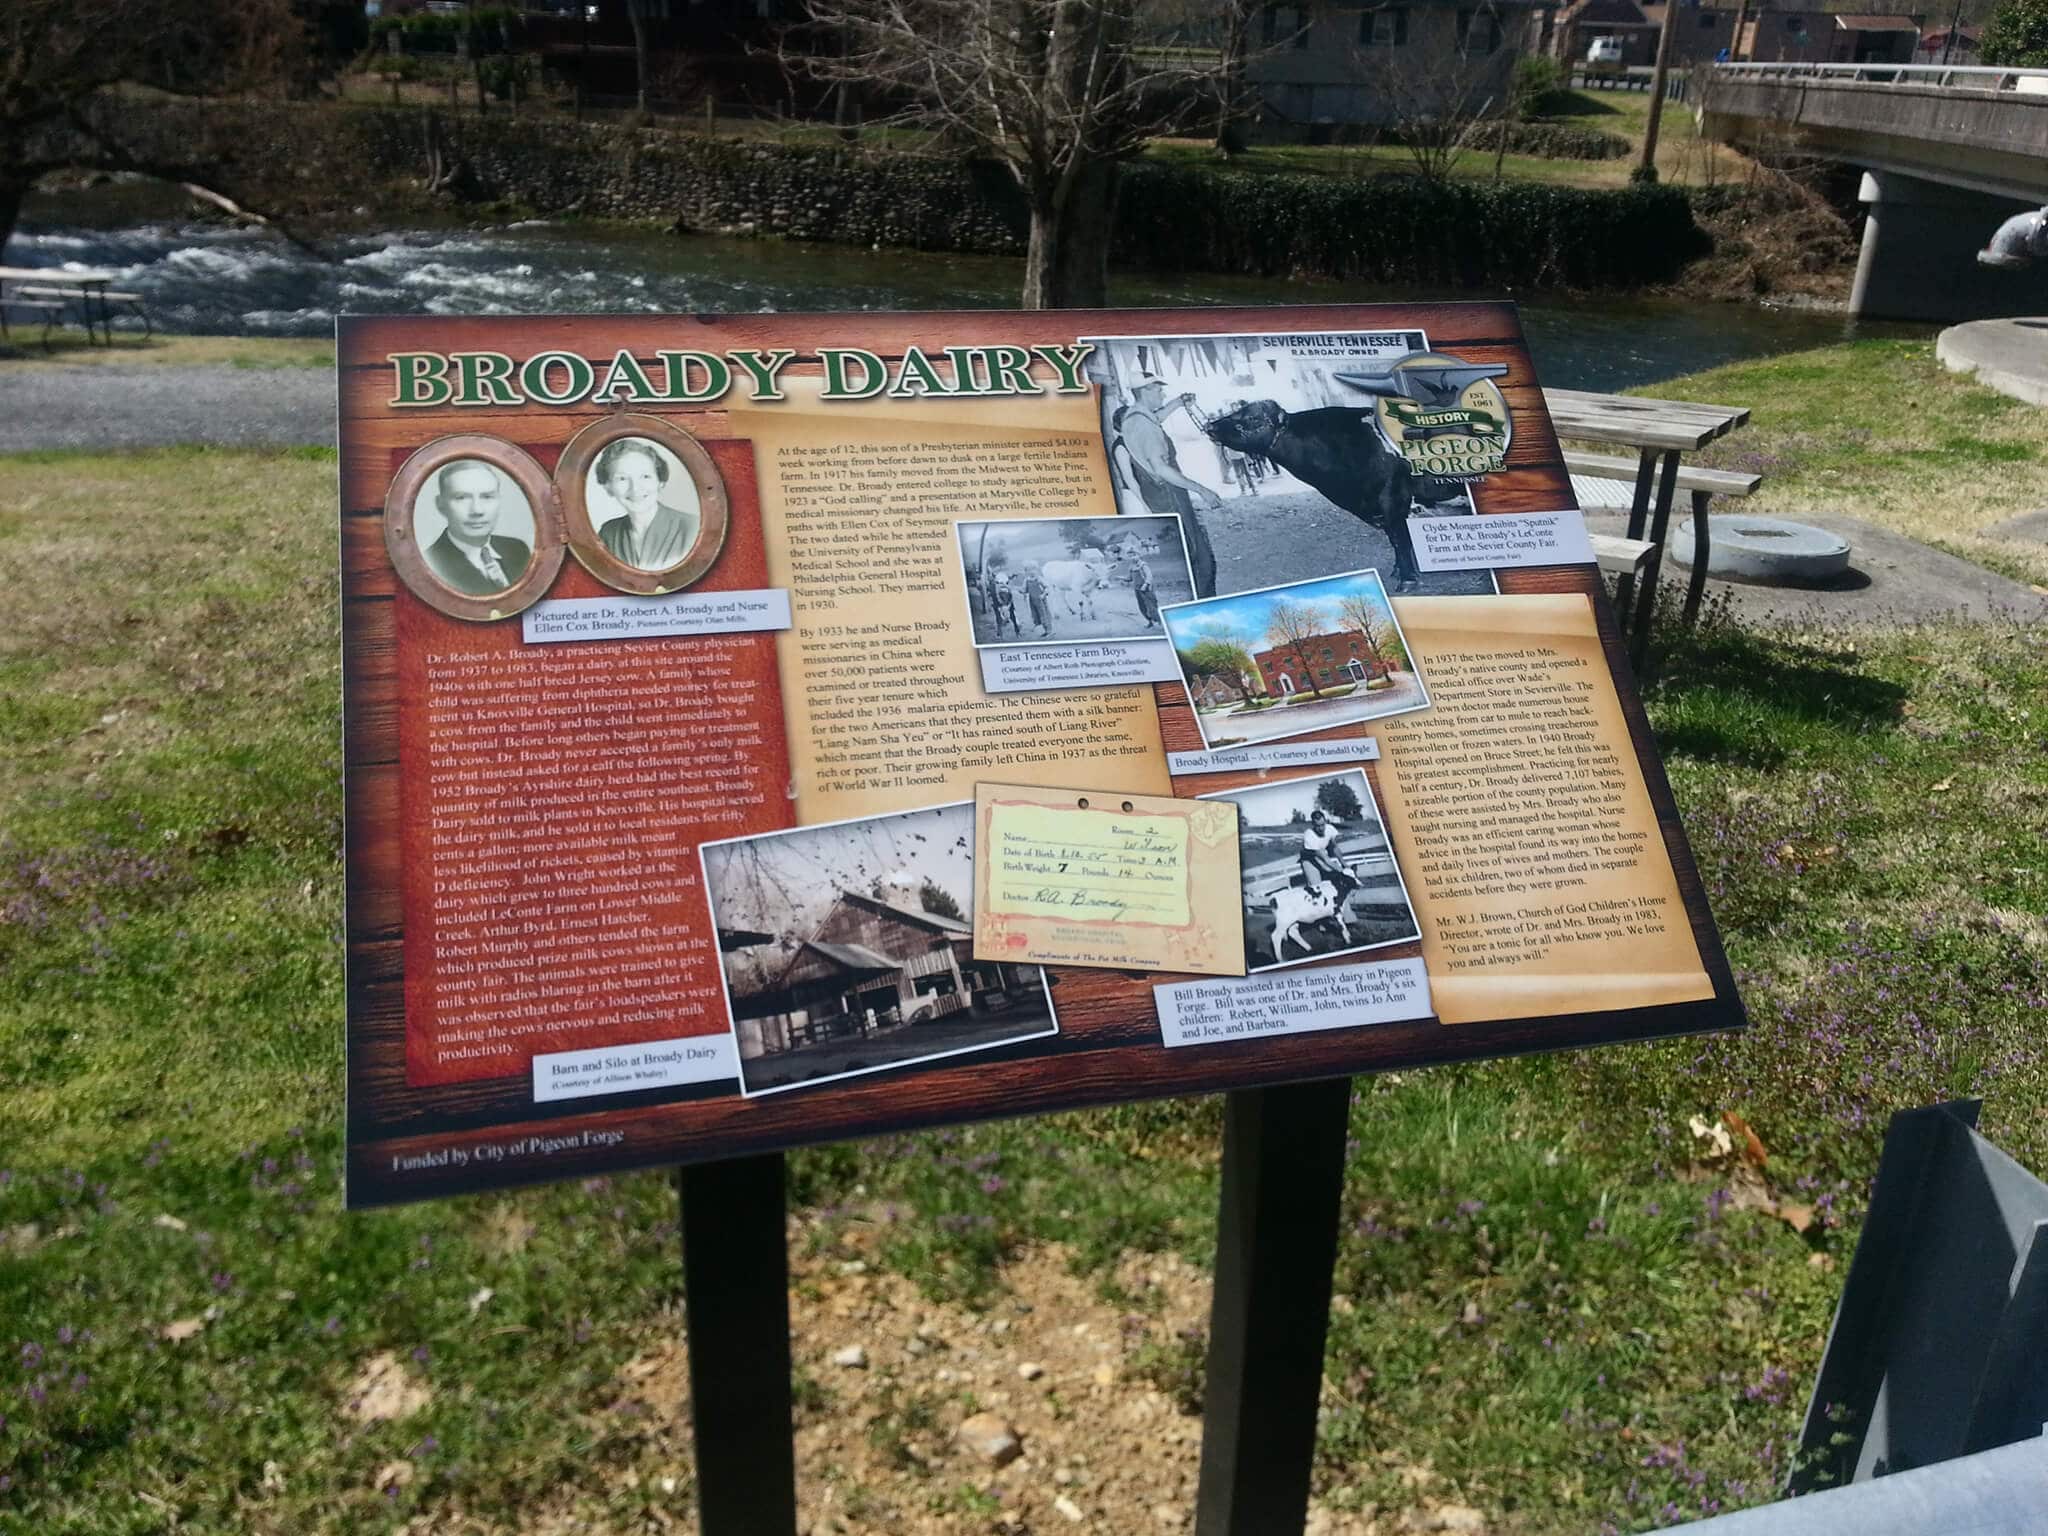 BROADY DAIRY
Pictured are Dr. Robert A. Broady and Nurse
Ellen Cox Broady. Pictures Courtesy Olan Mills.
Dr. Robert A. Broady, a practicing Sevier County physician
from 1937 to 1983, began a dairy at this site around the
1940s with one half breed Jersey cow. A family whose
child was suffering from diphtheria needed money for treat-
ment in Knoxville General Hospital, so Dr. Broady bought
a cow from the family and the child went immediately to
the hospital. Before long others began paying for treatment
with cows. Dr. Broady never accepted a family's only milk
cow but instead asked for a calf the following spring. By
1952 Broady's Ayrshire dairy herd had the best record for
quantity of milk produced in the entire southeast. Broady
Dairy sold to milk plants in Knoxville. His hospital served
the dairy milk, and he sold it to local residents for fifty
cents a gallon; more available milk meant
less likelihood of rickets, caused by vitamin
D deficiency. John Wright worked at the
dairy which grew to three hundred cows and
included LeConte Farm on Lower Middle
Creek. Arthur Byrd, Ernest Hatcher,
Robert Murphy and others tended the farm
which produced prize milk cows shown at the
county fair. The animals were trained to give
milk with radios blaring in the barn after it
was observed that the fair's loudspeakers were
making the cows nervous and reducing milk
productivity.
At the age of 12, this son of a Presbyterian minister earned $4.00 a
week working from before dawn to dusk on a large fertile Indiana
farm. In 1917 his family moved from the Midwest to White Pine,
Tennessee. Dr. Broady entered college to study agriculture, but in
1923 a "God calling" and a presentation at Maryville College by a
medical missionary changed his life. At Maryville, he crossed
paths with Ellen Cox of Seymour.
The two dated while he attended
the University of Pennsylvania
Medical School and she was at
Philadelphia General Hospital
Nursing School. They married
in 1930.
By 1933 he and Nurse Broady
were serving as medical
missionaries in China where
over 50,000 patients were
examined or treated throughout
their five year tenure which
included the 1936 malaria epidemic. The Chinese were so grateful
for the two Americans that they presented them with a silk banner:
"Liang Nam Sha Yeu" or "It has rained south of Liang River"
which meant that the Broady couple treated everyone the same,
rich or poor. Their growing family left China in 1937 as the threat
of World War II loomed.
SEVIERVILLE TENNESSEE
R.A. BROADY OWNER
EST.
1961
HISTORY
PIGEON
FORGE
TENNESSEE
Clyde Monger exhibits "Sputnik"
for Dr. R.A. Broady's LeConte
Farm at the Sevier County Fair.
(Courtesy of Sevier County Fair)
East Tennessee Farm Boys
(Courtesy of Albert Roth Photograph Collection,
University of Tennessee Libraries, Knoxville)
Broady Hospital – Art Courtesy of Randall Ogle
In 1937 the two moved to Mrs.
Broady's native county and opened a
medical office over Wade's
Department Store in Sevierville. The
town doctor made numerous house
calls, switching from car to mule to reach back-
country homes, sometimes crossing treacherous
rain-swollen or frozen waters. In 1940 Broady
Hospital opened on Bruce Street; he felt this was
his greatest accomplishment. Practicing for nearly
half a century, Dr. Broady delivered 7,107 babies,
a sizeable portion of the county population. Many
of these were assisted by Mrs. Broady who also
taught nursing and managed the hospital. Nurse
Broady was an efficient caring woman whose
advice in the hospital found its way into the homes
and daily lives of wives and mothers. The couple
had six children, two of whom died in separate
accidents before they were grown.
Mr. W.J. Brown, Church of God Children's Home
Director, wrote of Dr. and Mrs. Broady in 1983,
"You are a tonic for all who know you. We love
you and always will."
Room 2
Name Wilson
Date of Birth Time 3 A.M.
Birth Weight 7 Pounds 14 Ounces
Doctor R.A. Broady
BROADY HOSPITAL
SEVIERVILLE, TENN.
Compliments of The Pet Milk Company
Bill Broady assisted at the family dairy in Pigeon
Forge. Bill was one of Dr. and Mrs. Broady's six
children: Robert, William, John, twins Jo Ann
and Joe, and Barbara.
Barn and Silo at Broady Dairy
(Courtesy of Allison Whaley)
Funded by City of Pigeon Forge